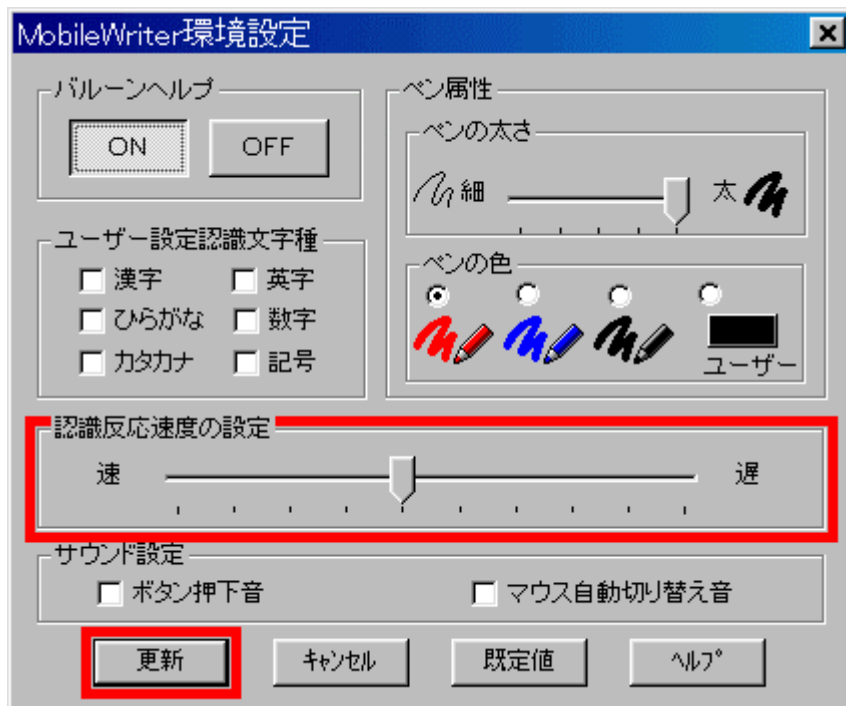 MobileWriter環境設定
バルーンヘルプ
ON OFF
ユーザー設定認識文字種
漢字 英字
ひらがな 数字
カタカナ 記号
ペン属性
ペンの太さ
細 太
ペンの色
ユーザー
認識反応速度の設定
速 遅
サウンド設定
ボタン押下音 マウス自動切り替え音
更新 ｷｬﾝｾﾙ 既定値 ﾍﾙﾌﾟ